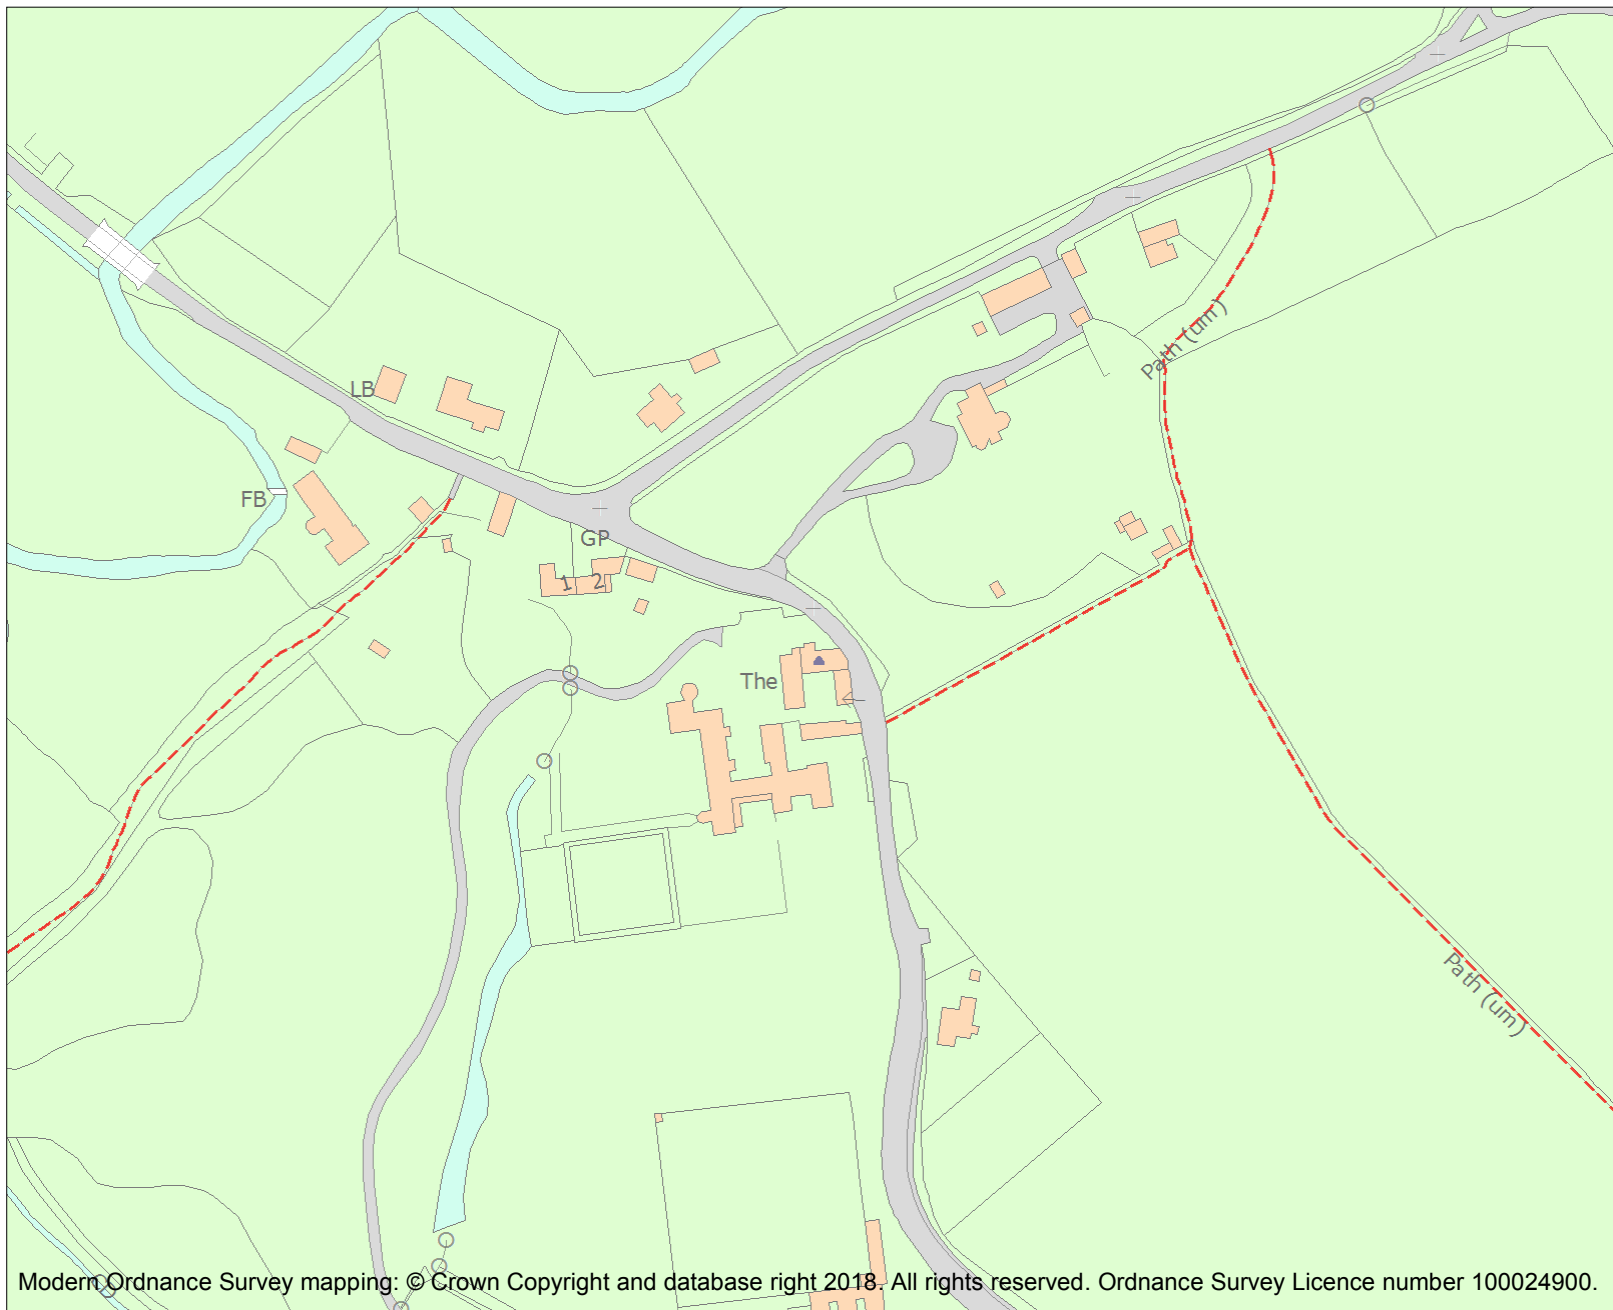 Path (um)
LB
FB
GP
1 2
The
Path (um)
Modern Ordnance Survey mapping: © Crown Copyright and database right 2018. All rights reserved. Ordnance Survey Licence number 100024900.